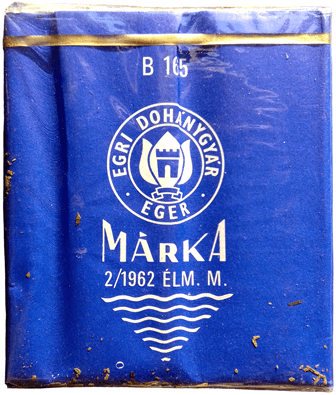 B 165
EGRI DOHÁNYGYÁR
· EGER ·
MÁRKA
2/1962 ÉLM. M.